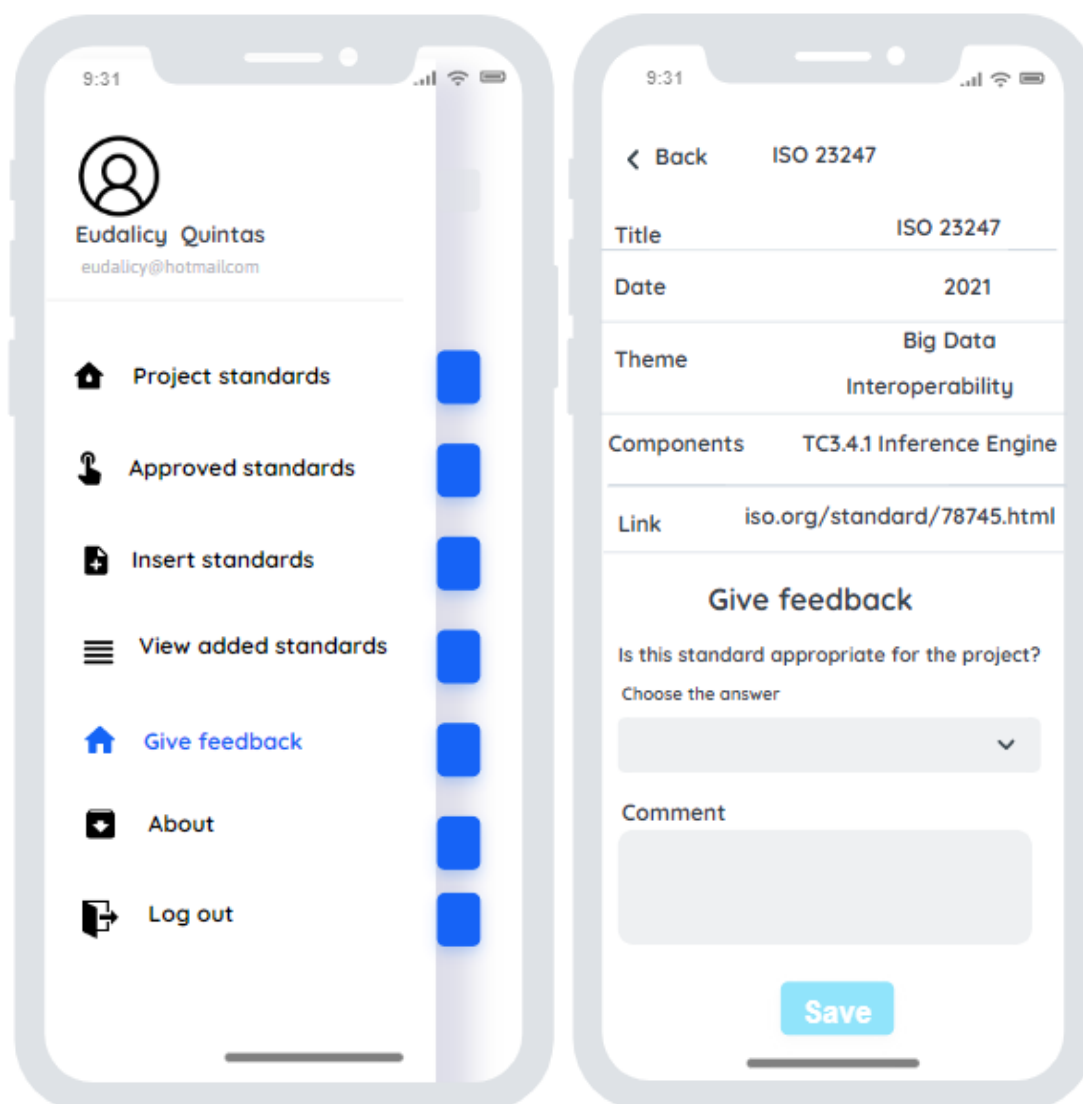 9:31
Eudalicy Quintas
eudalicy@hotmailcom
Project standards
Approved standards
Insert standards
View added standards
Give feedback
About
Log out
9:31
Back ISO 23247
Title ISO 23247
Date 2021
Theme Big Data
Interoperability
Components TC3.4.1 Inference Engine
Link iso.org/standard/78745.html
Give feedback
Is this standard appropriate for the project?
Choose the answer
Comment
Save